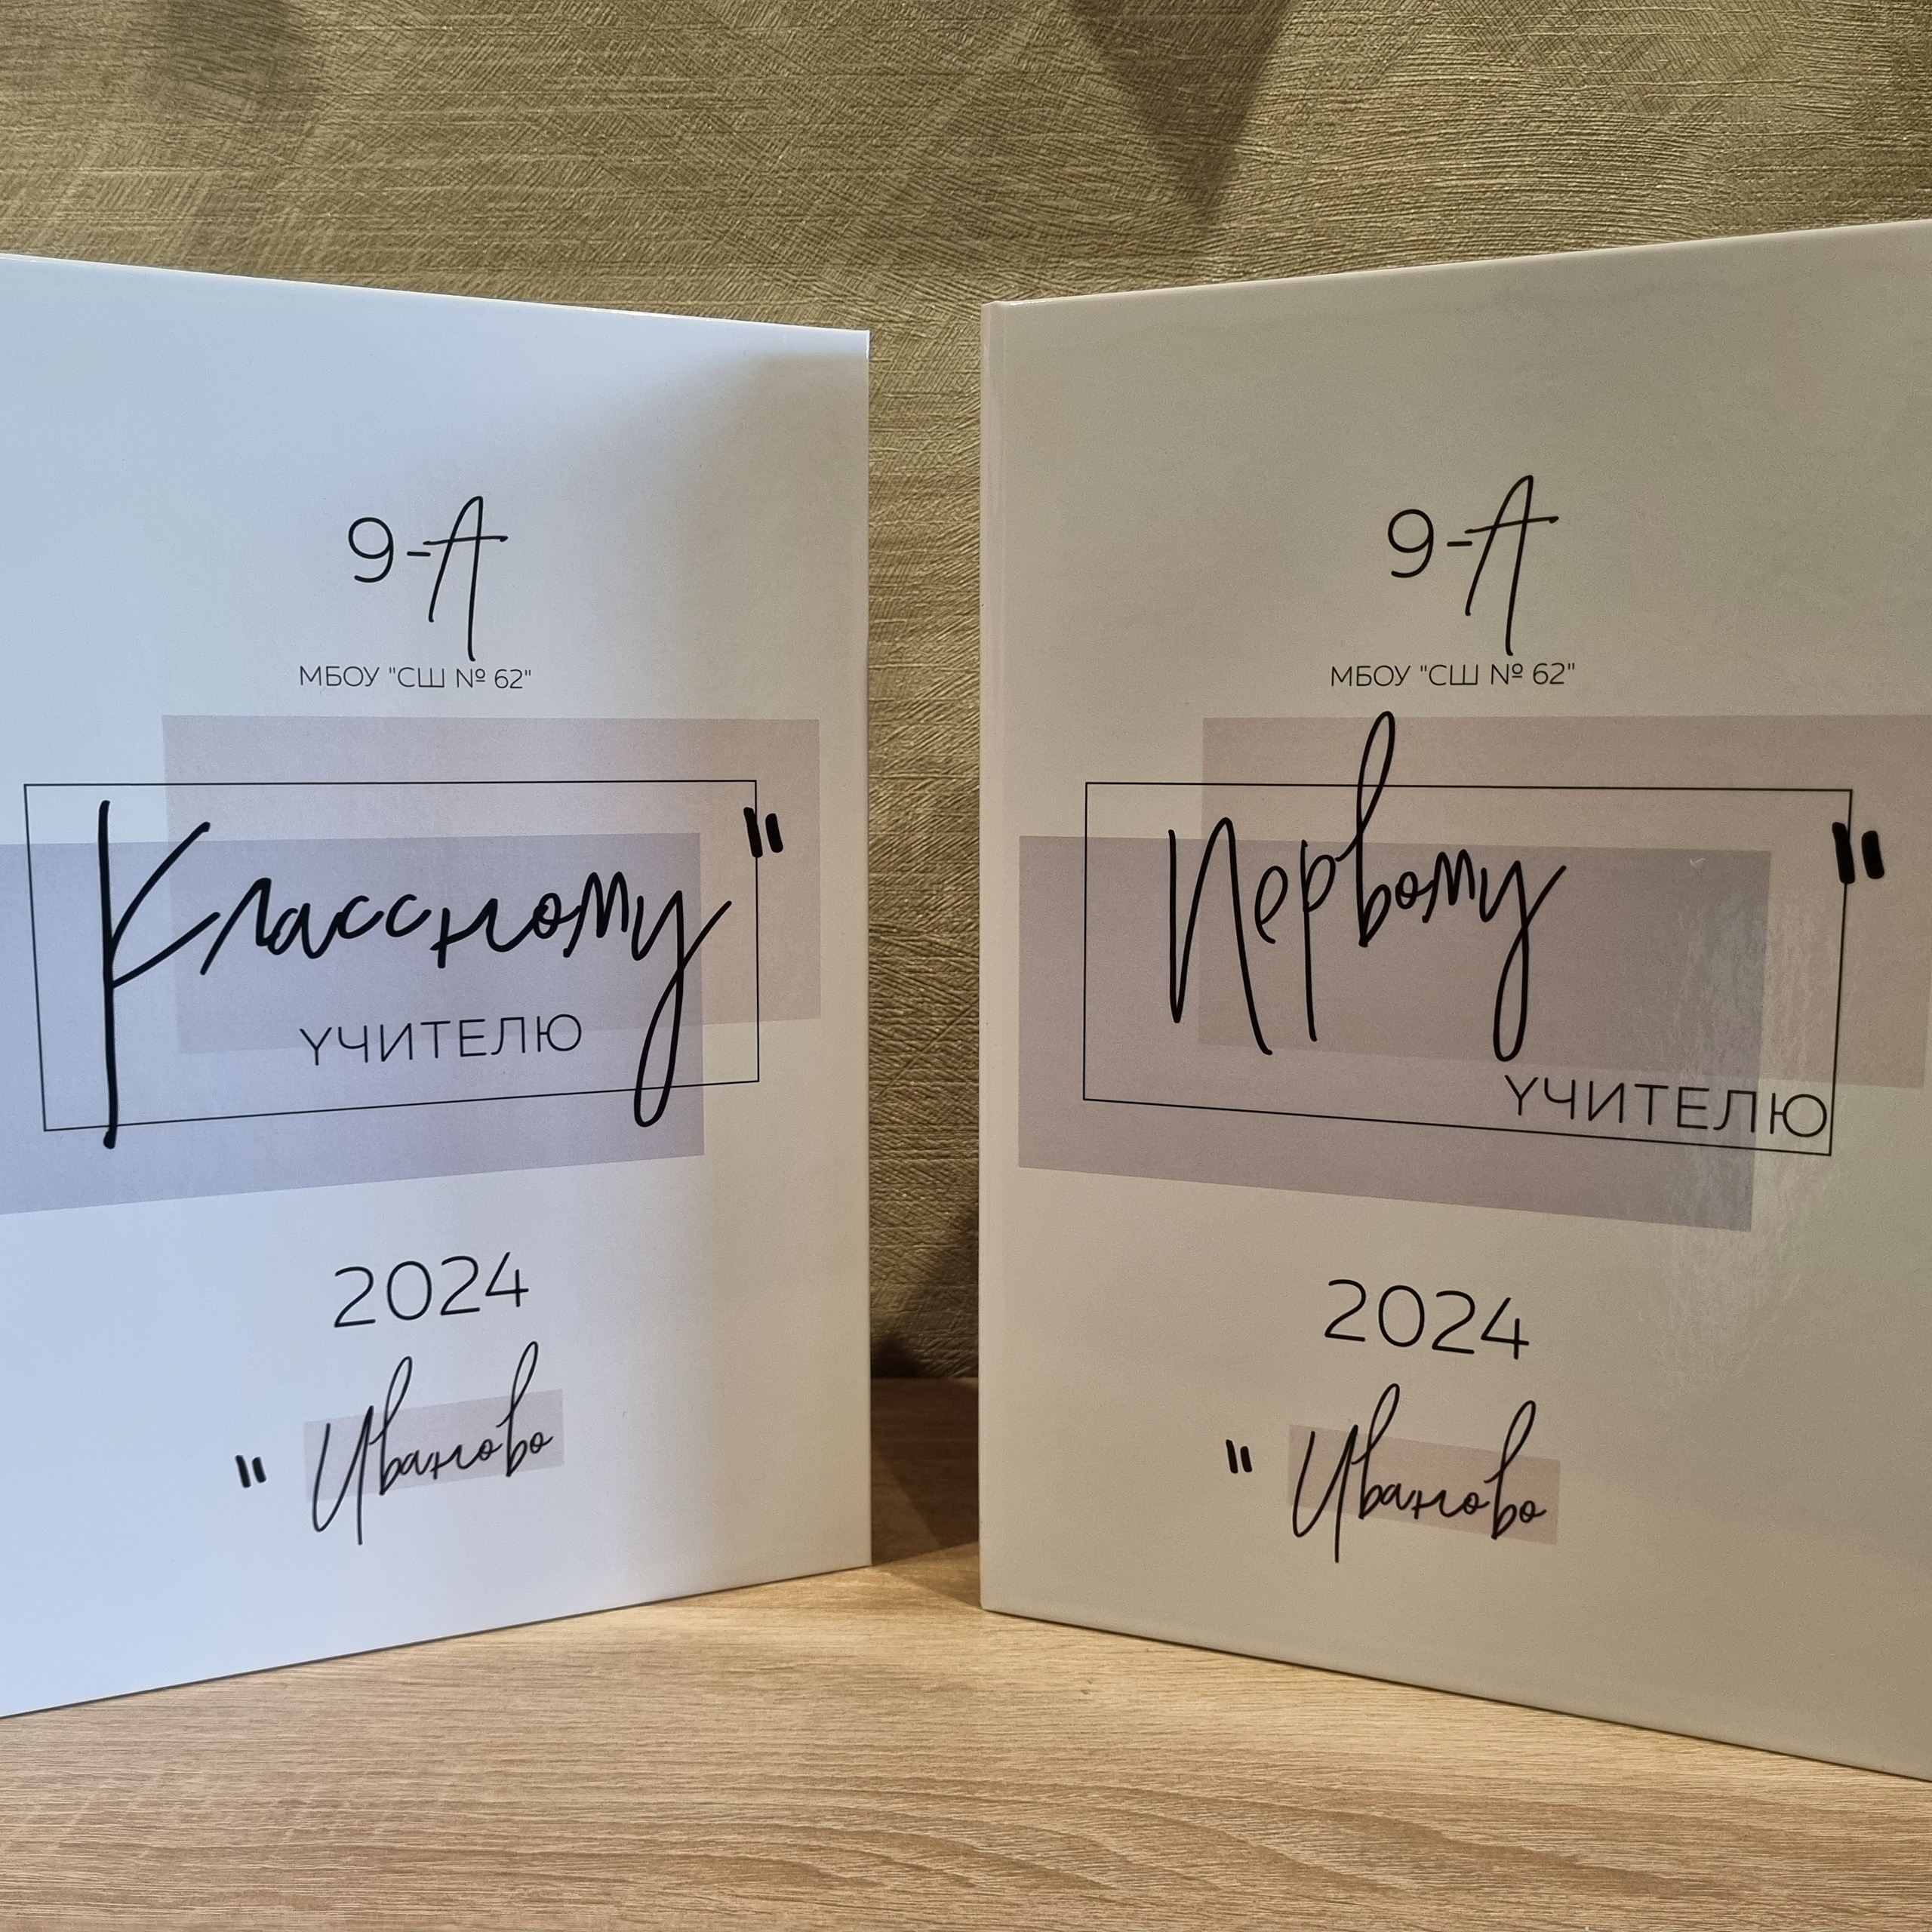 9-А
МБОУ "СШ № 62"
Классному "
УЧИТЕЛЮ
2024
" Иваново
9-А
МБОУ "СШ № 62"
Первому "
УЧИТЕЛЮ
2024
" Иваново